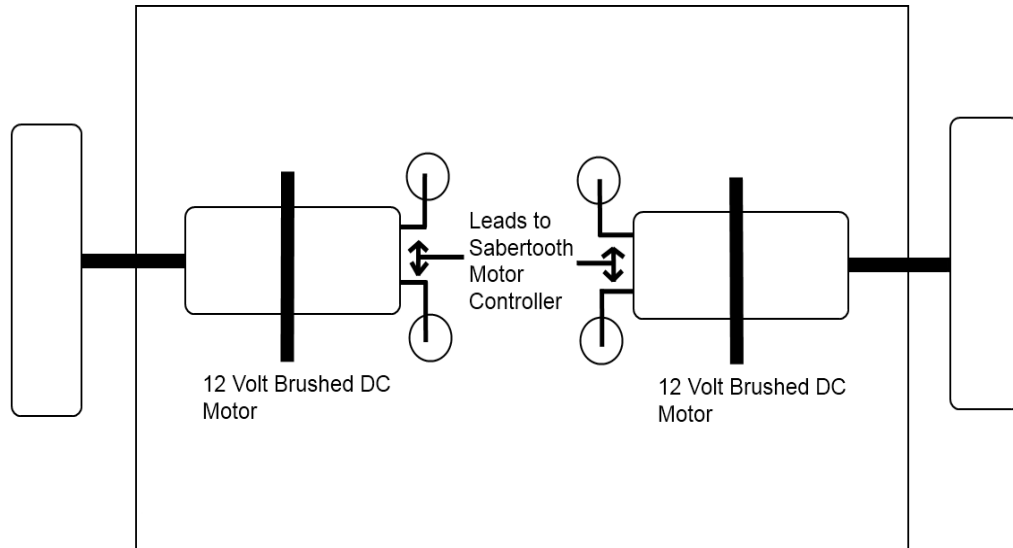 Leads to
Sabertooth
Motor
Controller
12 Volt Brushed DC
Motor
12 Volt Brushed DC
Motor